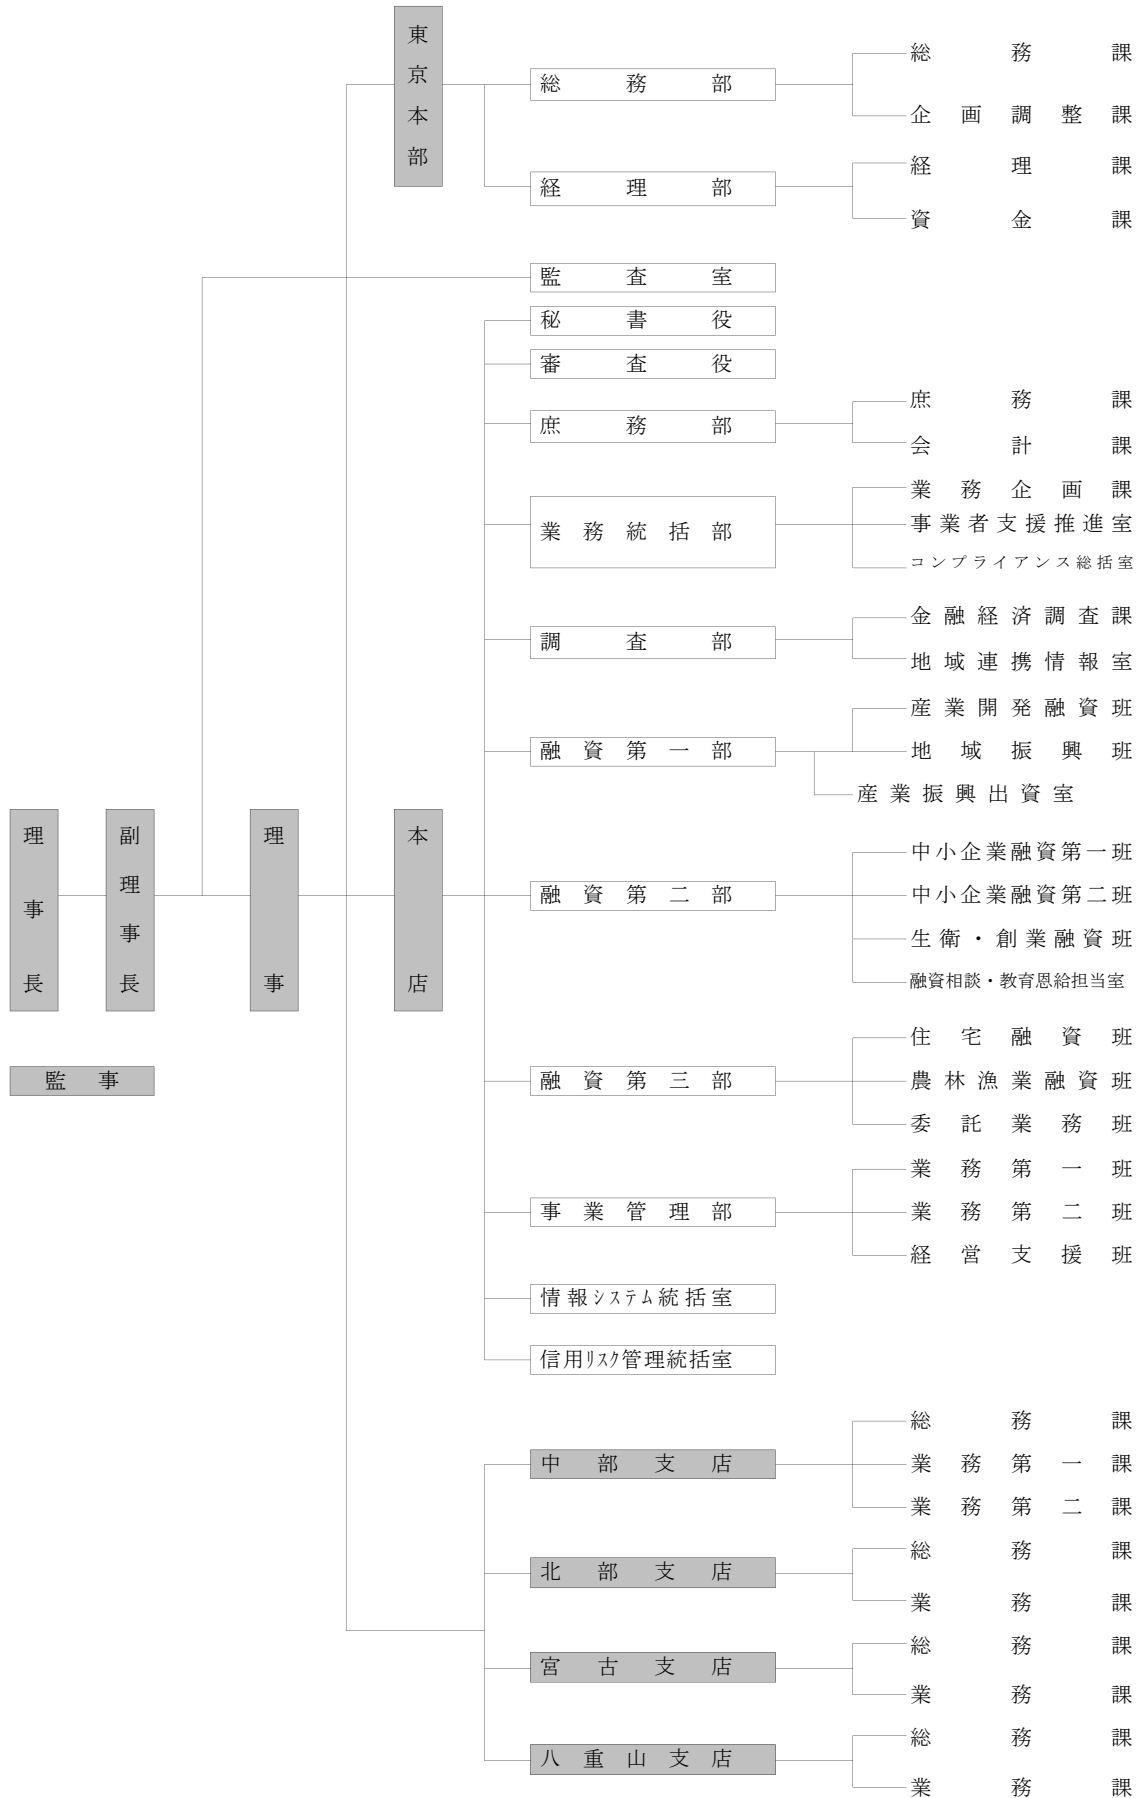 東京本部
総務部
総務課
企画調整課
経理部
経理課
資金課
監査室
秘書役
審査役
庶務部
庶務課
会計課
業務統括部
業務企画課
事業者支援推進室
コンプライアンス総括室
調査部
金融経済調査課
地域連携情報室
融資第一部
産業開発融資班
地域振興班
産業振興出資室
理事長
副理事長
理事
本店
融資第二部
中小企業融資第一班
中小企業融資第二班
生衛・創業融資班
融資相談・教育恩給担当室
監事
融資第三部
住宅融資班
農林漁業融資班
委託業務班
事業管理部
業務第一班
業務第二班
経営支援班
情報システム統括室
信用リスク管理統括室
中部支店
総務課
業務第一課
業務第二課
北部支店
総務課
業務課
宮古支店
総務課
業務課
八重山支店
総務課
業務課